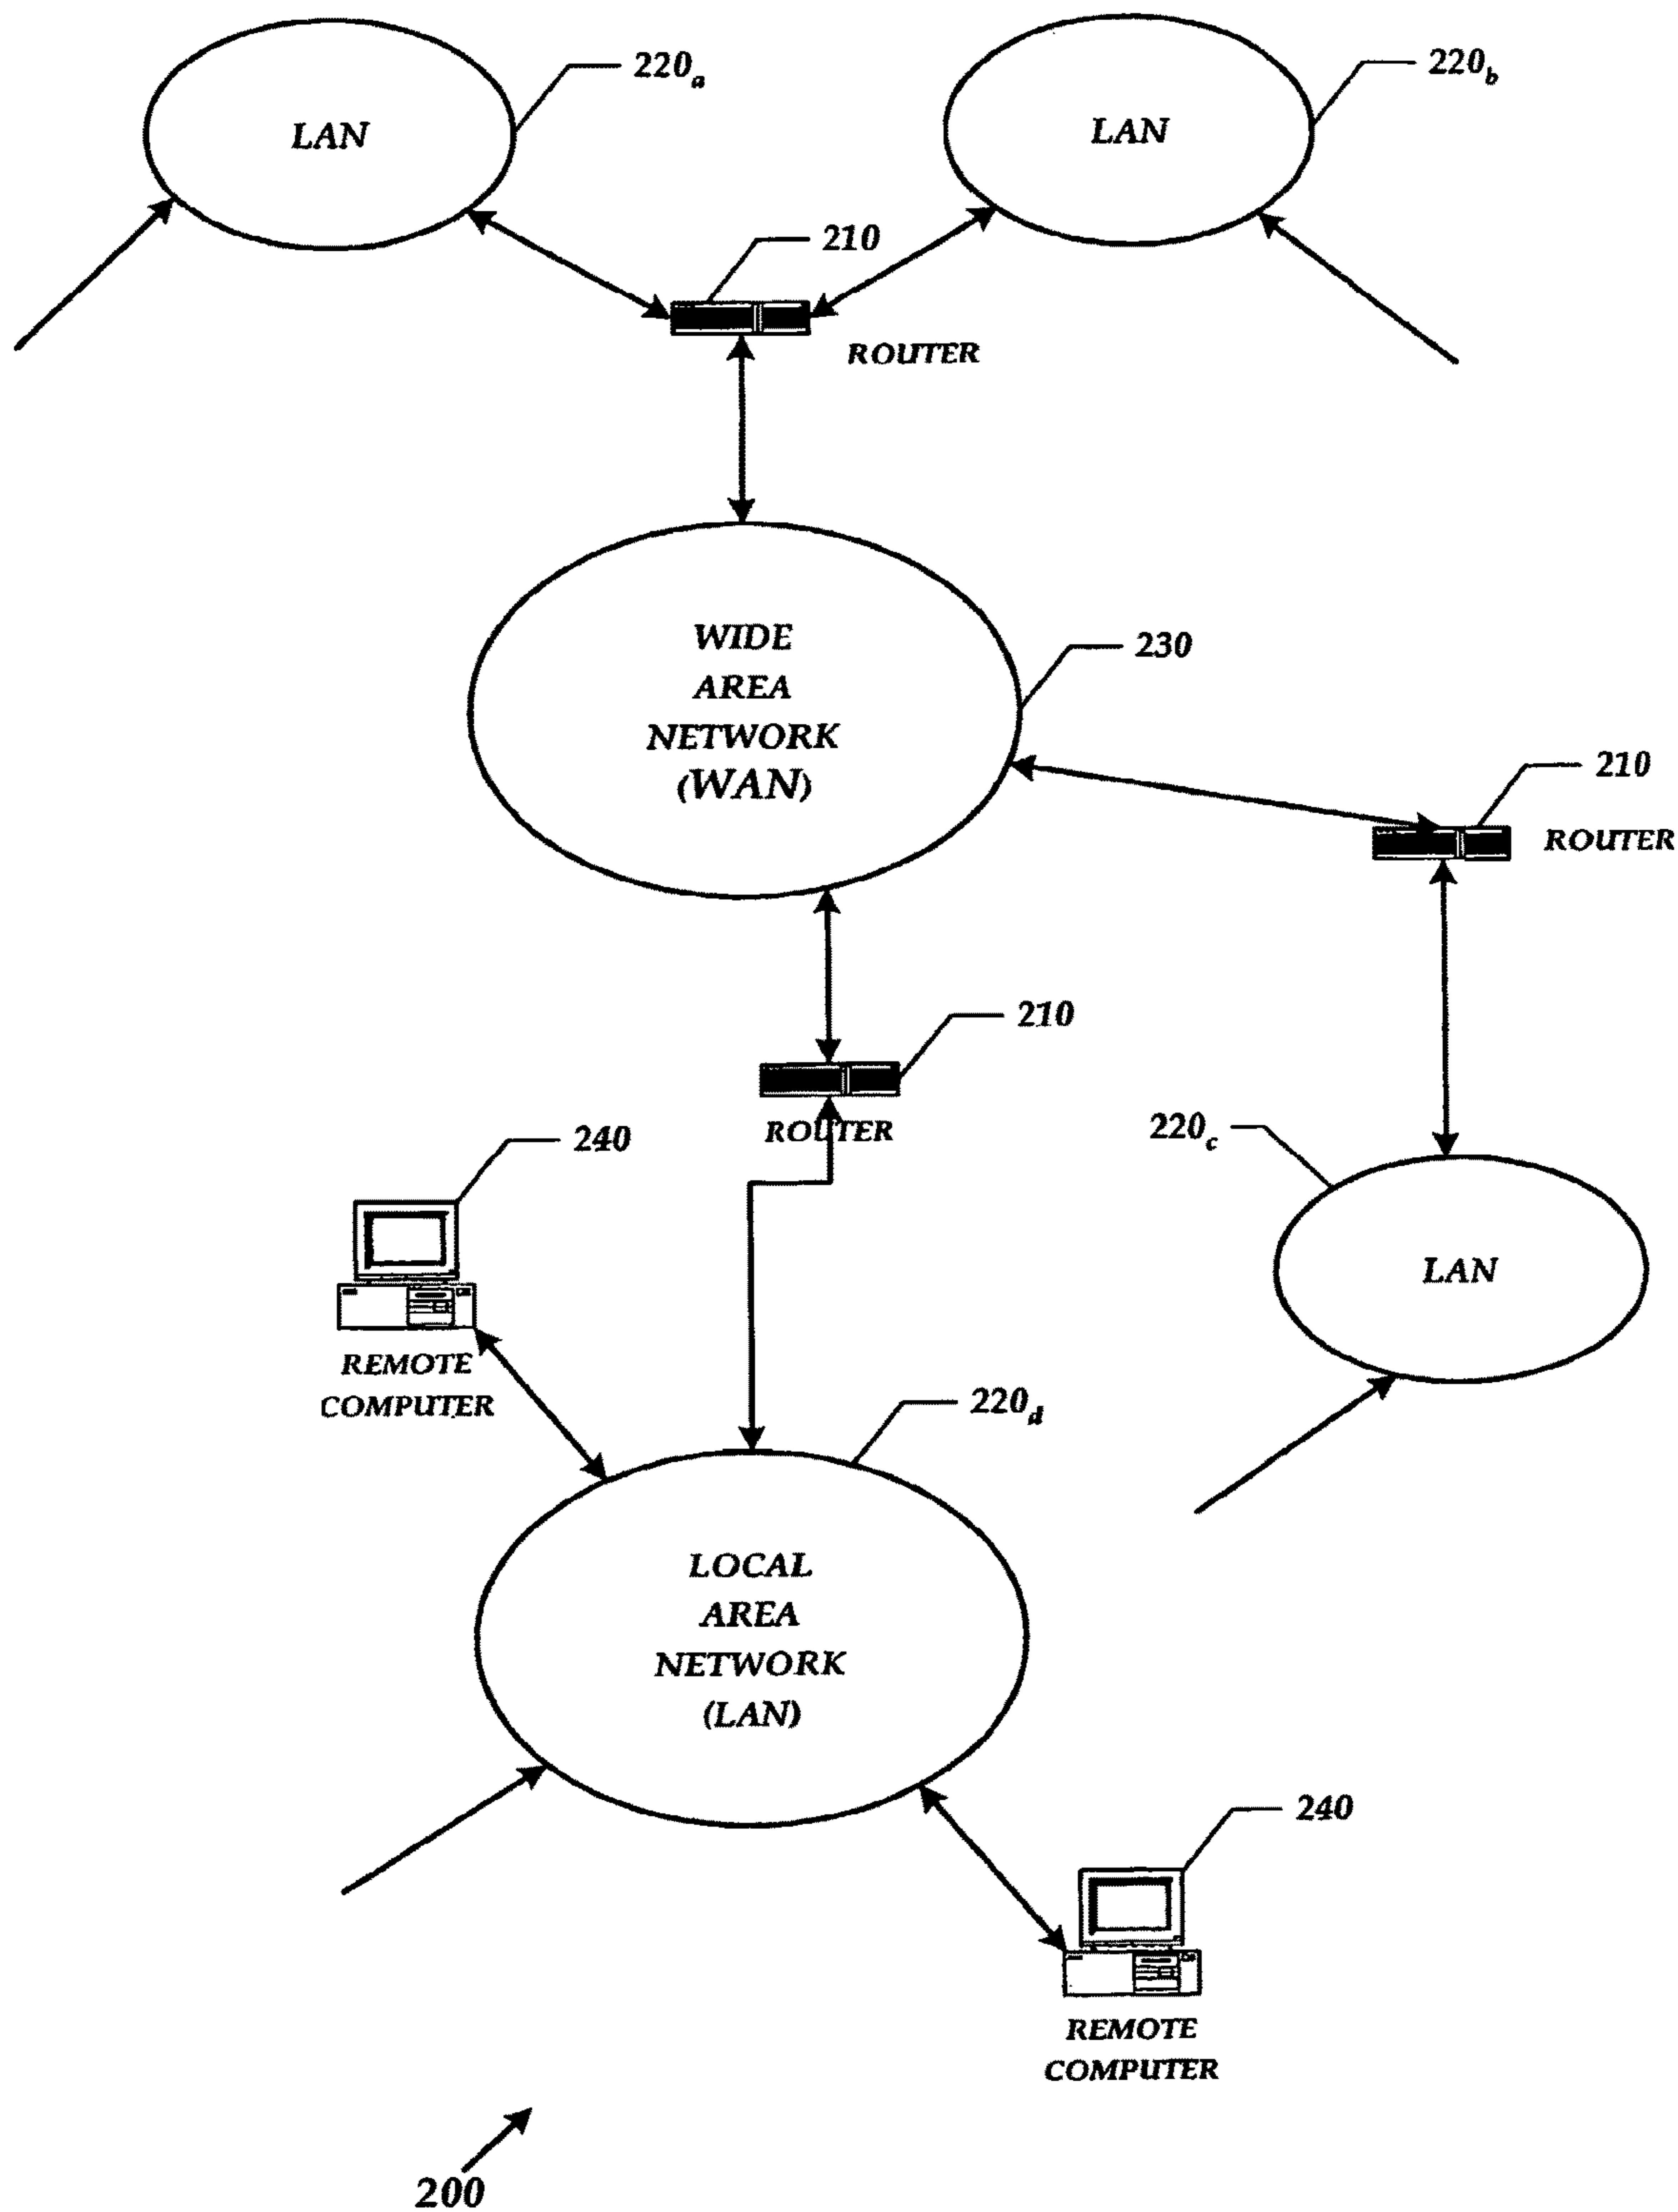 220a
220b
LAN
LAN
210
ROUTER
WIDE
AREA
NETWORK
(WAN)
230
210
ROUTER
210
ROUTER
240
220c
REMOTE
COMPUTER
LAN
220d
LOCAL
AREA
NETWORK
(LAN)
240
REMOTE
COMPUTER
200